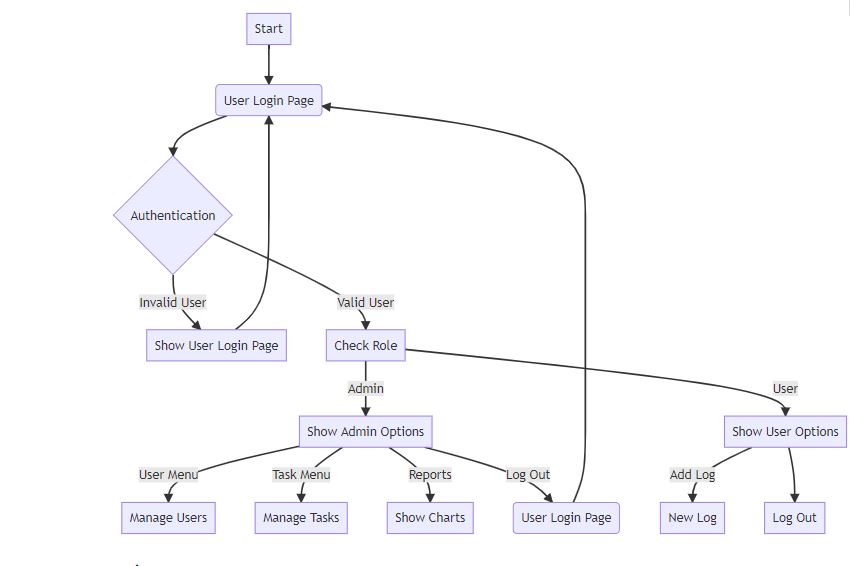 Start
User Login Page
Authentication
Invalid User
Valid User
Show User Login Page
Check Role
Admin
User
Show Admin Options
Show User Options
User Menu
Task Menu
Reports
Log Out
Add Log
Manage Users
Manage Tasks
Show Charts
User Login Page
New Log
Log Out